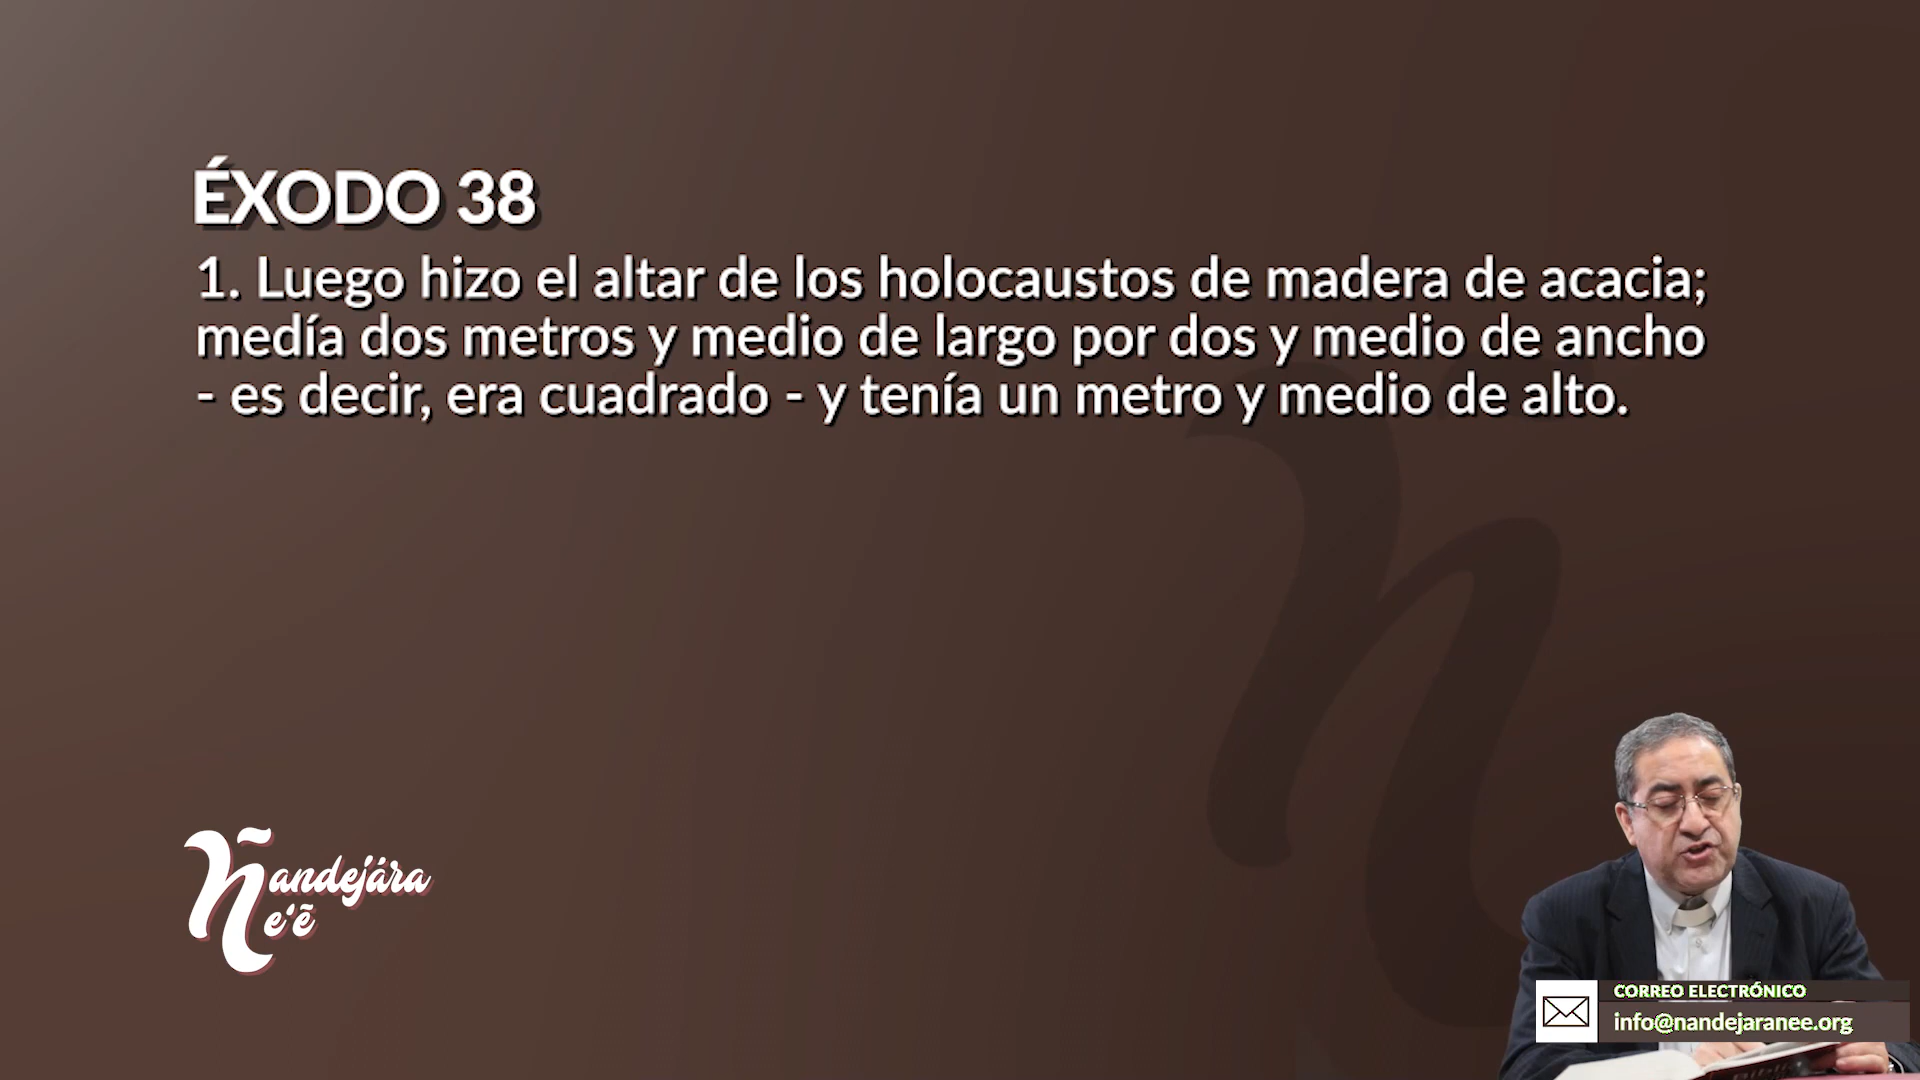 ÉXODO 38
1. Luego hizo el altar de los holocaustos de madera de acacia;
medía dos metros y medio de largo por dos y medio de ancho
- es decir, era cuadrado - y tenía un metro y medio de alto.
Ñandejára
Ñe'ẽ
CORREO ELECTRÓNICO
info@nandejaranee.org